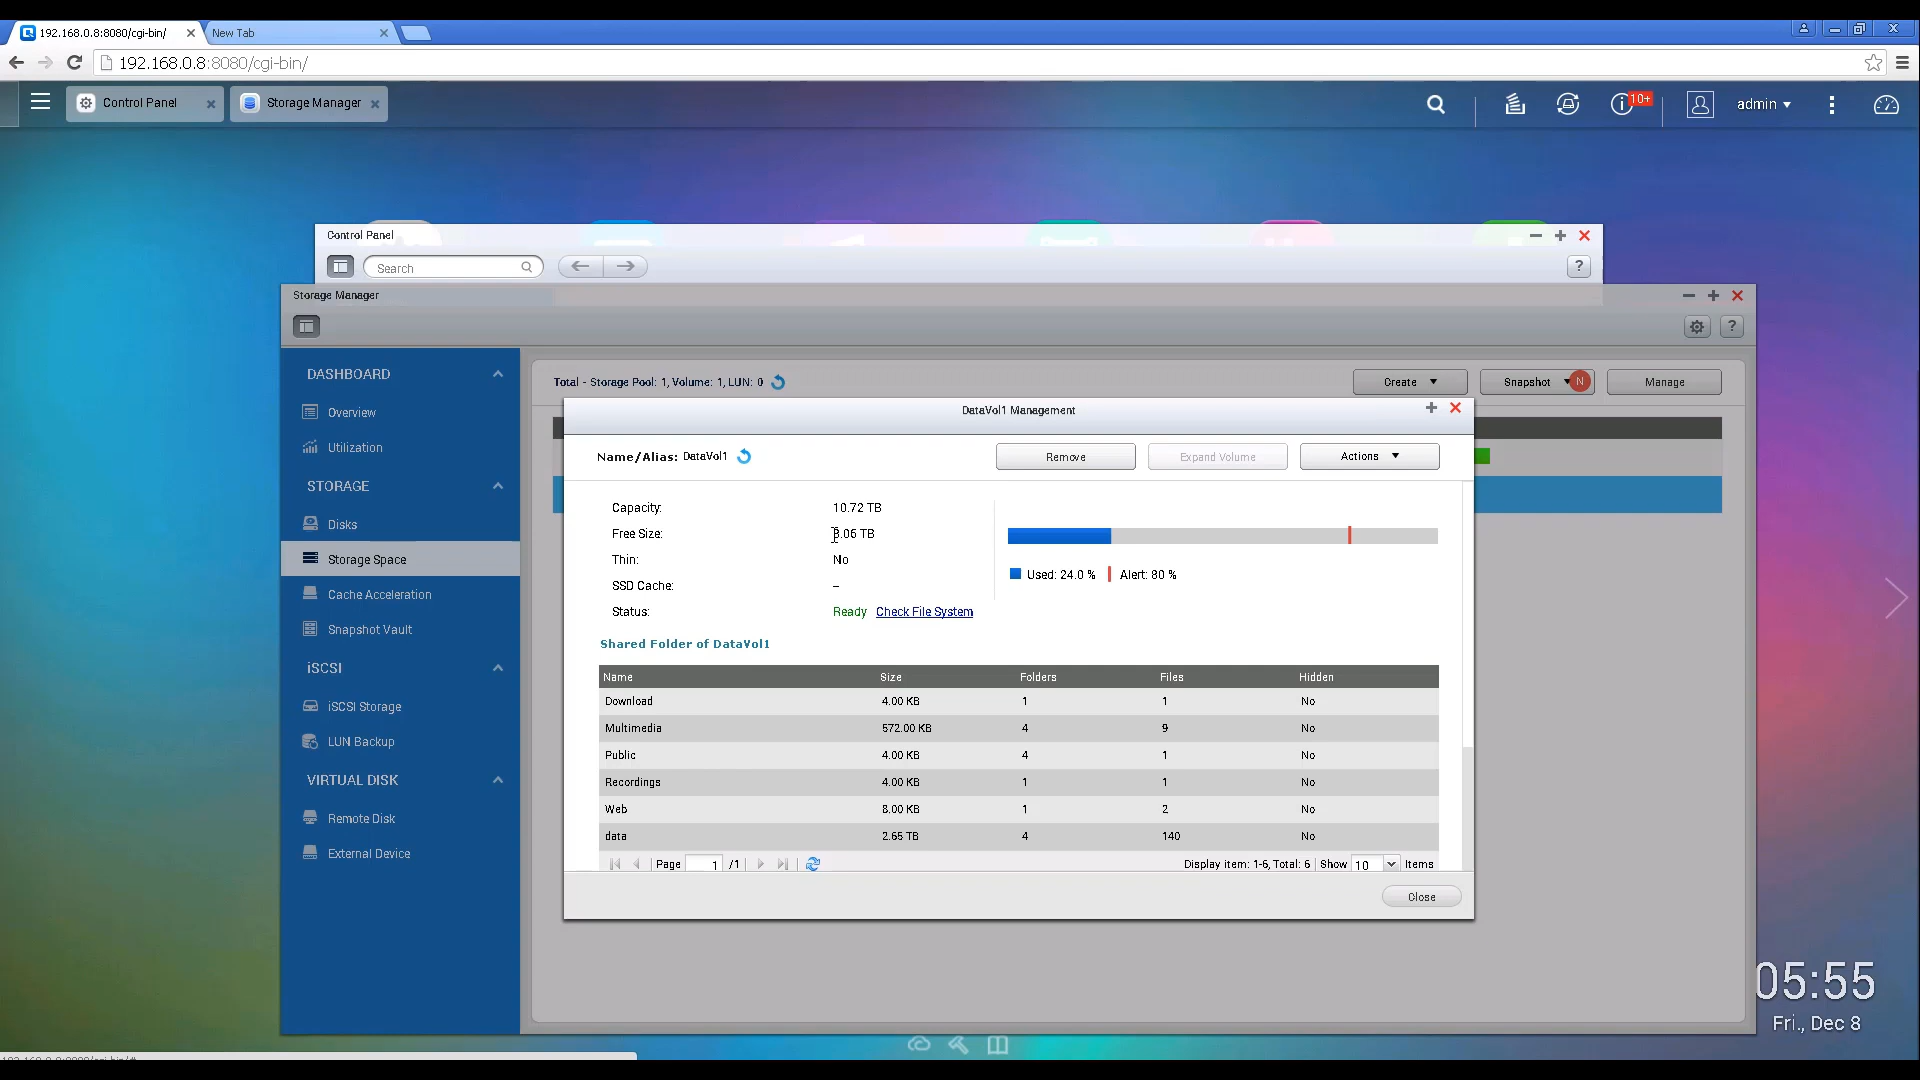 192.168.0.8:8080/cgi-bin/
New Tab
192.168.0.8:8080/cgi-bin/
Control Panel
Storage Manager
10+
admin
Control Panel
Search
?
Storage Manager
?
DASHBOARD
Overview
Utilization
STORAGE
Disks
Storage Space
Cache Acceleration
Snapshot Vault
iSCSI
iSCSI Storage
LUN Backup
VIRTUAL DISK
Remote Disk
External Device
Total - Storage Pool: 1, Volume: 1, LUN: 0
Create
Snapshot
N
Manage
DataVol1 Management
Name/Alias: DataVol1
Remove
Expand Volume
Actions
Capacity: 10.72 TB
Free Size: 8.06 TB
Thin: No
SSD Cache: --
Status: Ready Check File System
Used: 24.0 % Alert: 80 %
Shared Folder of DataVol1
Name Size Folders Files Hidden
Download 4.00 KB 1 1 No
Multimedia 572.00 KB 4 9 No
Public 4.00 KB 4 1 No
Recordings 4.00 KB 1 1 No
Web 8.00 KB 1 2 No
data 2.65 TB 4 140 No
Page 1 /1
Display item: 1-6, Total: 6 Show 10 Items
Close
05:55
Fri., Dec 8